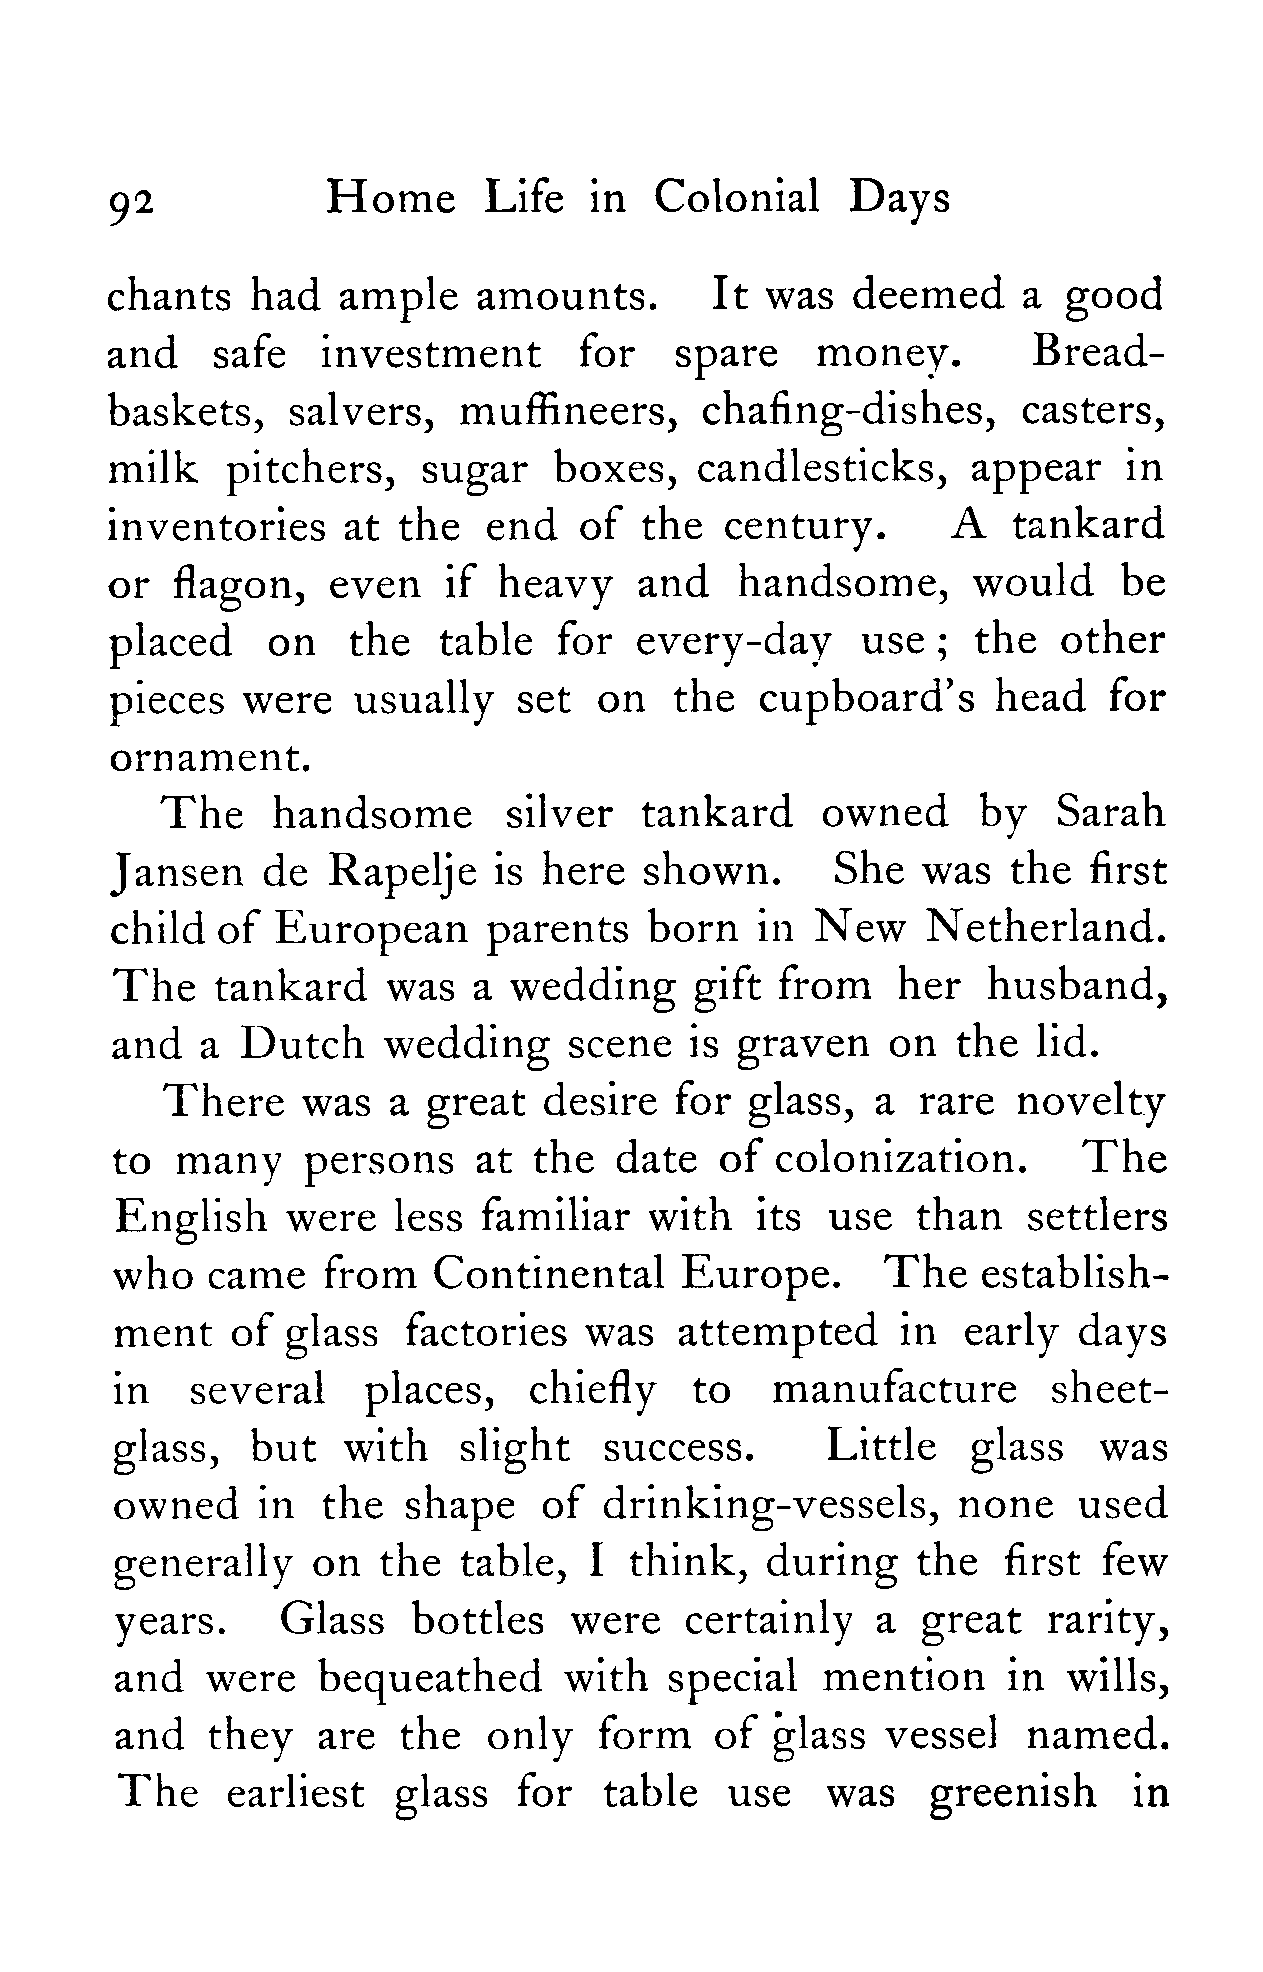 92 Home Life in Colonial Days
chants had ample amounts. It was deemed a good
and safe investment for spare money. Bread-
baskets, salvers, muffineers, chafing-dishes, casters,
milk pitchers, sugar boxes, candlesticks, appear in
inventories at the end of the century. A tankard
or flagon, even if heavy and handsome, would be
placed on the table for every-day use ; the other
pieces were usually set on the cupboard's head for
ornament.
The handsome silver tankard owned by Sarah
Jansen de Rapelje is here shown. She was the first
child of European parents born in New Netherland.
The tankard was a wedding gift from her husband,
and a Dutch wedding scene is graven on the lid.
There was a great desire for glass, a rare novelty
to many persons at the date of colonization. The
English were less familiar with its use than settlers
who came from Continental Europe. The establish-
ment of glass factories was attempted in early days
in several places, chiefly to manufacture sheet-
glass, but with slight success. Little glass was
owned in the shape of drinking-vessels, none used
generally on the table, I think, during the first few
years. Glass bottles were certainly a great rarity,
and were bequeathed with special mention in wills,
and they are the only form of glass vessel named.
The earliest glass for table use was greenish in